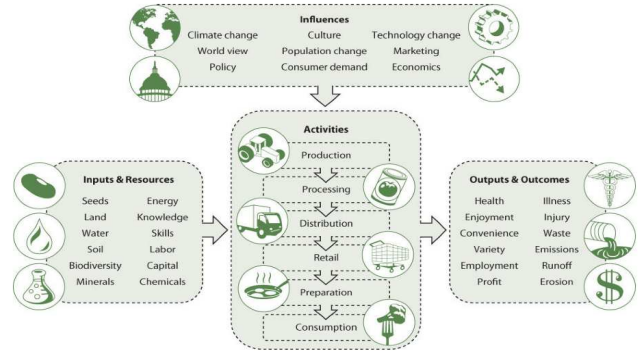 Influences
Climate change Culture Technology change
World view Population change Marketing
Policy Consumer demand Economics
Activities
Production
Processing
Distribution
Retail
Preparation
Consumption
Inputs & Resources
Seeds Energy
Land Knowledge
Water Skills
Soil Labor
Biodiversity Capital
Minerals Chemicals
Outputs & Outcomes
Health Illness
Enjoyment Injury
Convenience Waste
Variety Emissions
Employment Runoff
Profit Erosion